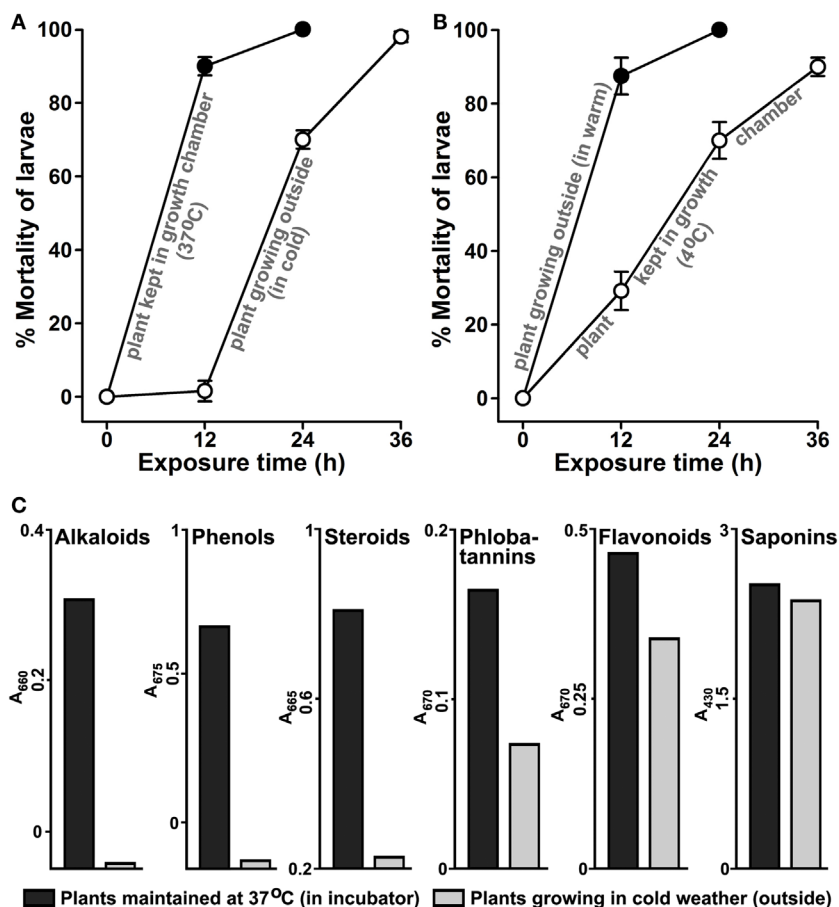 A
B
100
80
60
40
20
0
% Mortality of larvae
plant kept in growth chamber
(37⁰C)
plant growing outside
(in cold)
0 12 24 36
Exposure time (h)
100
80
60
40
20
0
% Mortality of larvae
plant growing outside (in warm)
plant kept in growth chamber
(4⁰C)
0 12 24 36
Exposure time (h)
C
Alkaloids
0.4
0.2
0
A660
Phenols
1
0.5
0
A675
Steroids
1
0.6
0.2
A665
Phloba-
tannins
0.2
0.1
0
A670
Flavonoids
0.5
0.25
0
A670
Saponins
3
1.5
0
A430
Plants maintained at 37⁰C (in incubator) Plants growing in cold weather (outside)